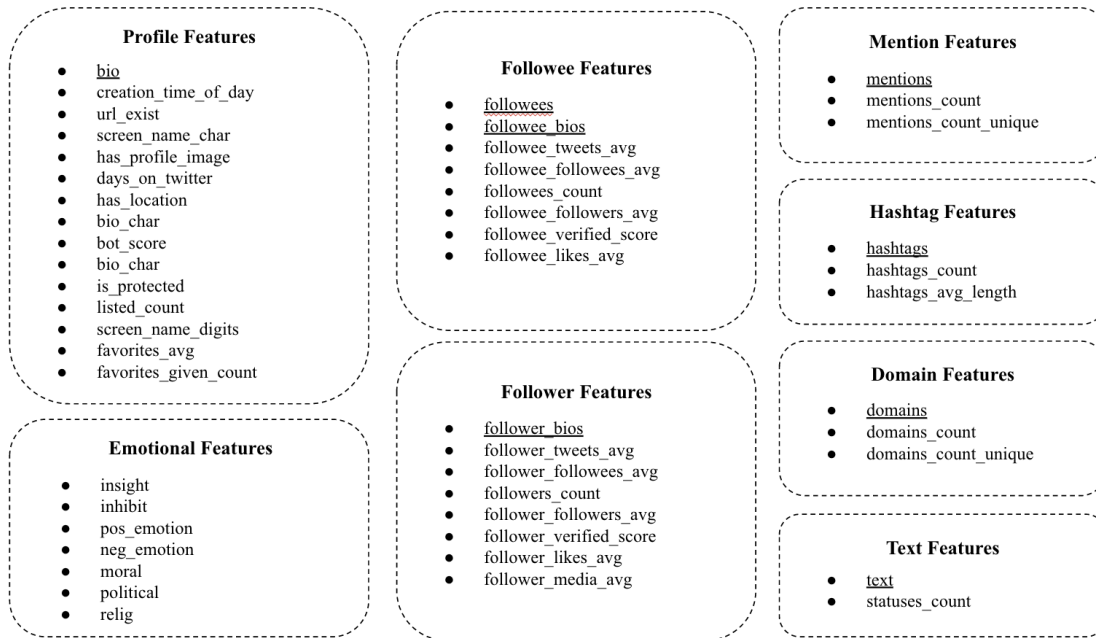 Profile Features
bio
creation_time_of_day
url_exist
screen_name_char
has_profile_image
days_on_twitter
has_location
bio_char
bot_score
bio_char
is_protected
listed_count
screen_name_digits
favorites_avg
favorites_given_count
Emotional Features
insight
inhibit
pos_emotion
neg_emotion
moral
political
relig
Followee Features
followees
followee_bios
followee_tweets_avg
followee_followees_avg
followees_count
followee_followers_avg
followee_verified_score
followee_likes_avg
Follower Features
follower_bios
follower_tweets_avg
follower_followees_avg
followers_count
follower_followers_avg
follower_verified_score
follower_likes_avg
follower_media_avg
Mention Features
mentions
mentions_count
mentions_count_unique
Hashtag Features
hashtags
hashtags_count
hashtags_avg_length
Domain Features
domains
domains_count
domains_count_unique
Text Features
text
statuses_count